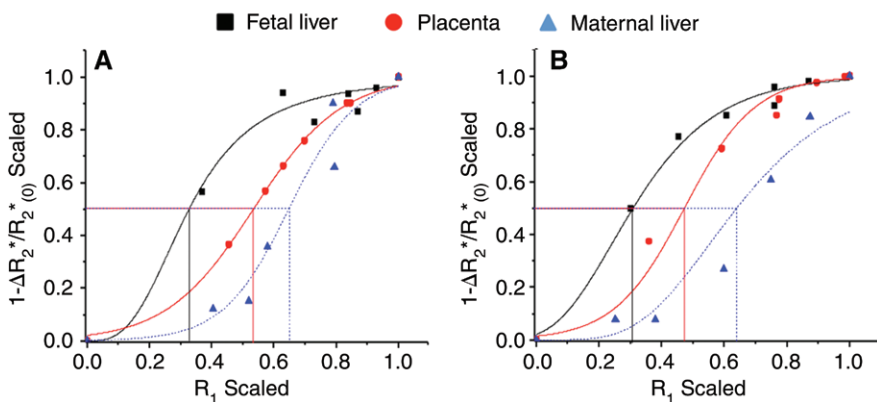 ■ Fetal liver ● Placenta ▲ Maternal liver
A
1.0
0.8
0.6
0.4
0.2
0.0
1-ΔR₂*/R₂*₍₀₎ Scaled
0.0 0.2 0.4 0.6 0.8 1.0
R₁ Scaled
B
1.0
0.8
0.6
0.4
0.2
0.0
1-ΔR₂*/R₂*₍₀₎ Scaled
0.0 0.2 0.4 0.6 0.8 1.0
R₁ Scaled